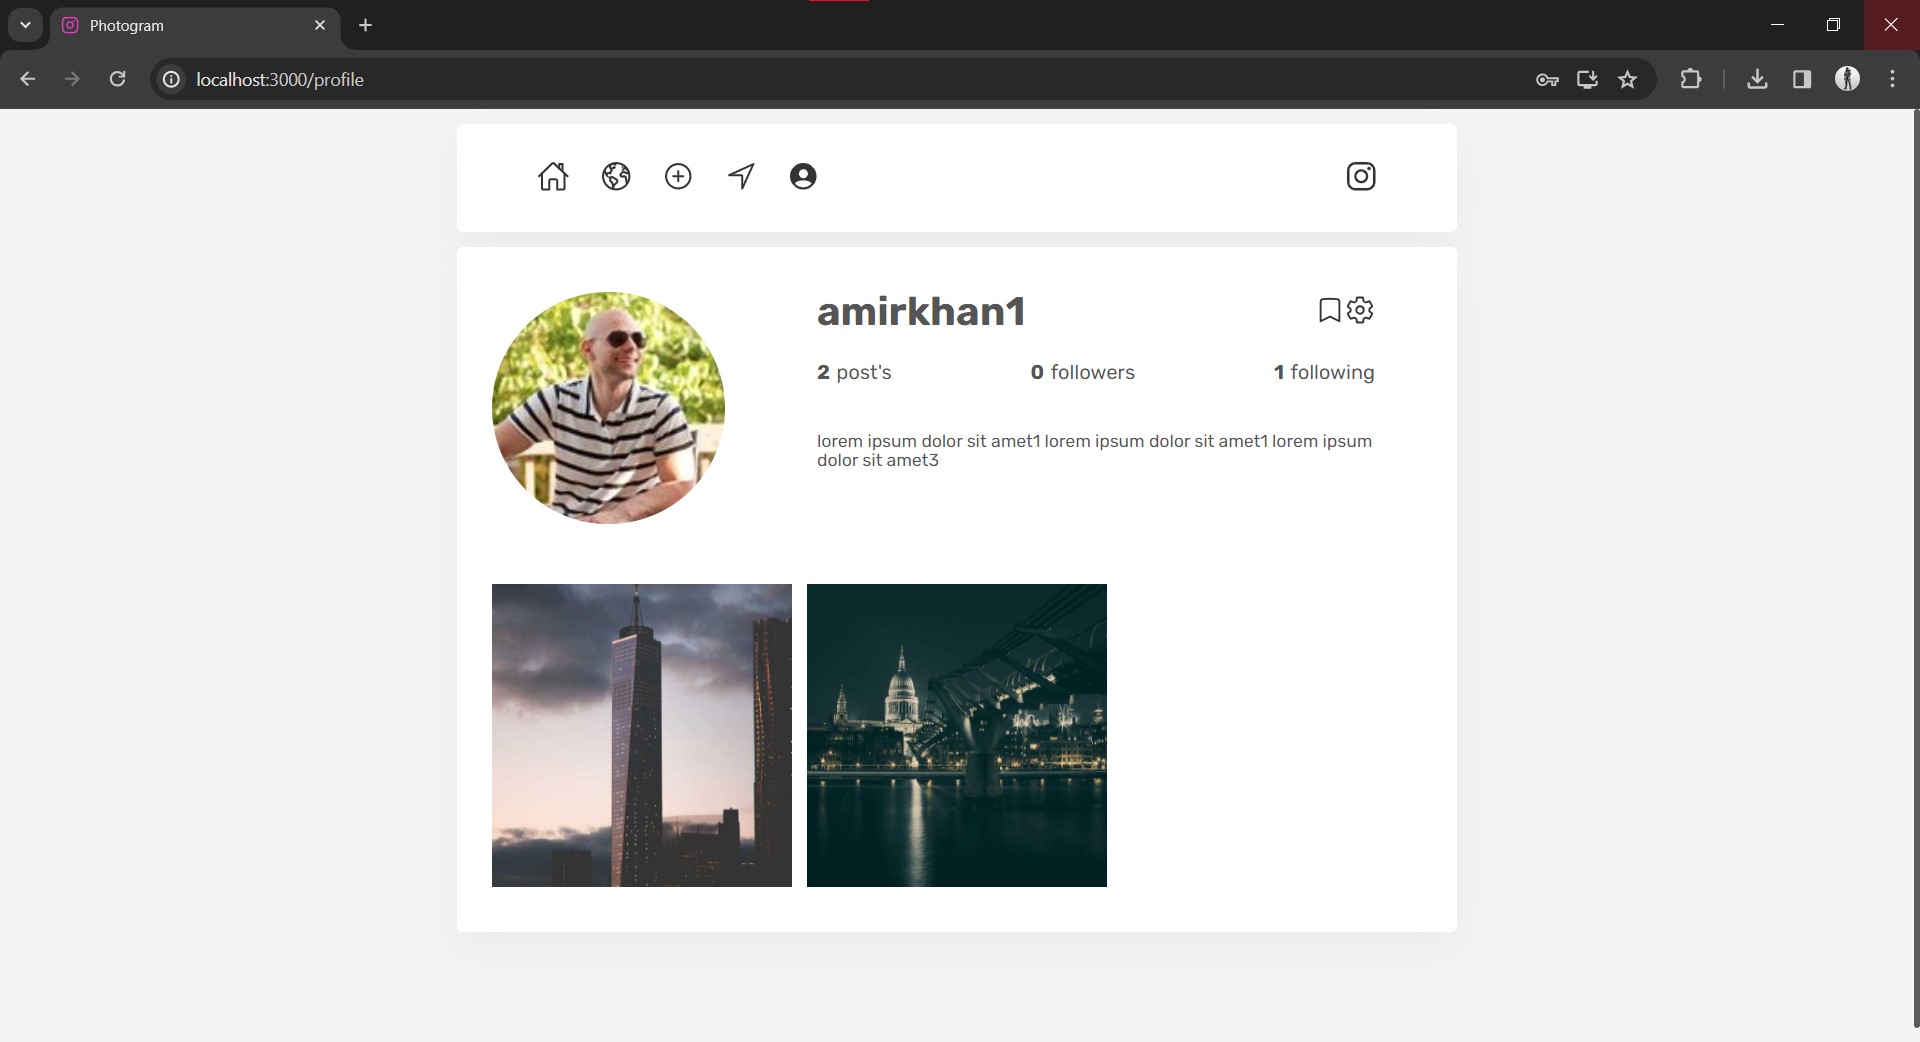 Photogram
localhost:3000/profile
amirkhan1
2 post's
0 followers
1 following
lorem ipsum dolor sit amet1 lorem ipsum dolor sit amet1 lorem ipsum
dolor sit amet3